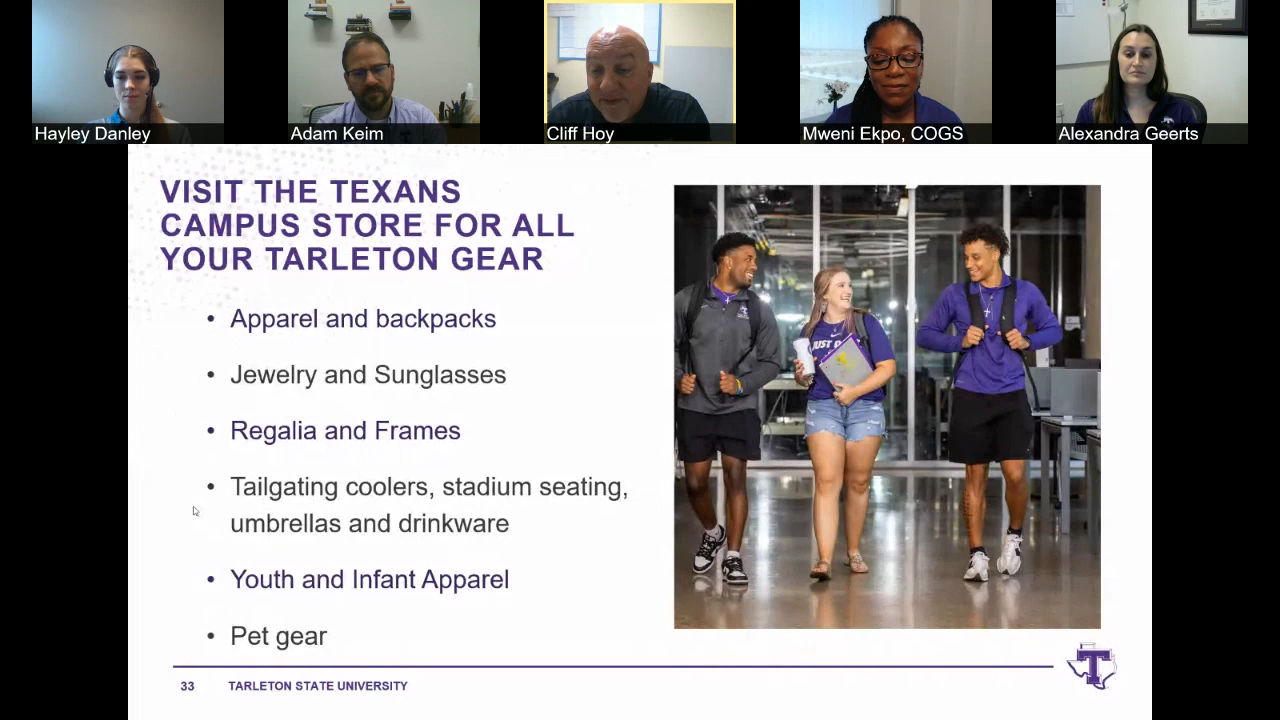 Hayley Danley
Adam Keim
Cliff Hoy
Mweni Ekpo, COGS
Alexandra Geerts
VISIT THE TEXANS
CAMPUS STORE FOR ALL
YOUR TARLETON GEAR
• Apparel and backpacks
• Jewelry and Sunglasses
• Regalia and Frames
• Tailgating coolers, stadium seating,
umbrellas and drinkware
• Youth and Infant Apparel
• Pet gear
JUST
33 TARLETON STATE UNIVERSITY
T